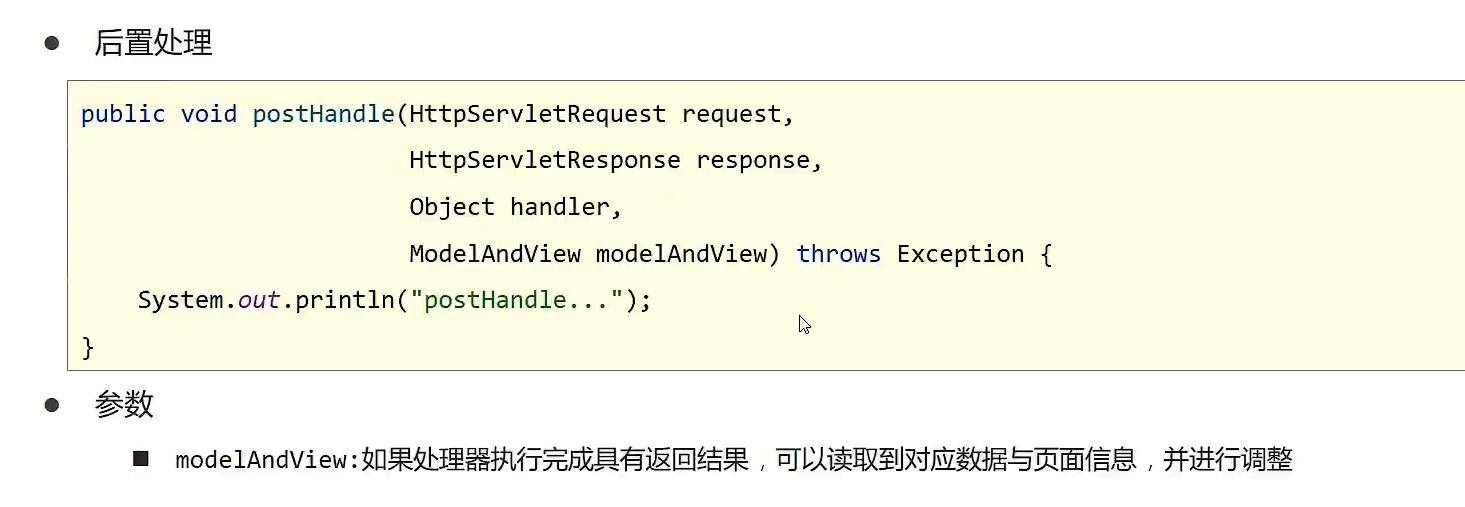 后置处理
public void postHandle(HttpServletRequest request,
HttpServletResponse response,
Object handler,
ModelAndView modelAndView) throws Exception {
System.out.println("postHandle...");
}
参数
modelAndView:如果处理器执行完成具有返回结果，可以读取到对应数据与页面信息，并进行调整